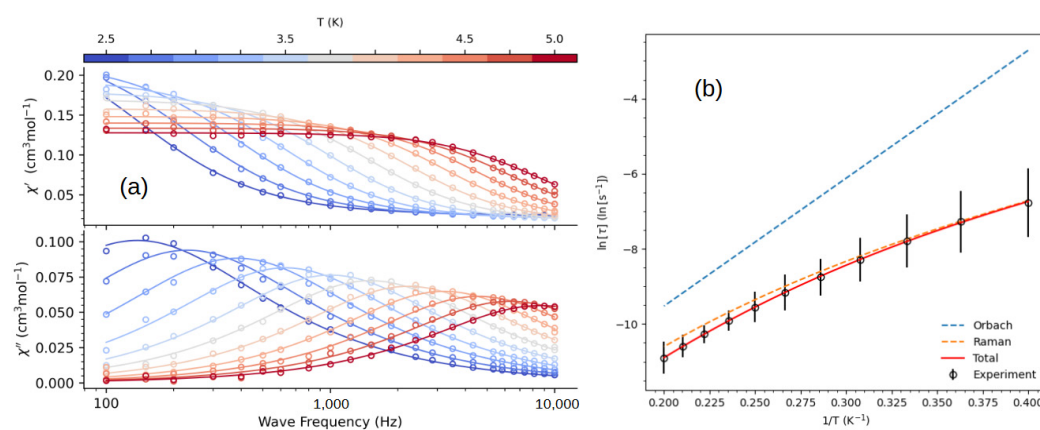 T (K)
2.5 3.5 4.5 5.0
0.20
0.15
0.10
0.05
χ′ (cm³mol⁻¹)
(a)
0.100
0.075
0.050
0.025
0.000
χ″ (cm³mol⁻¹)
100 1,000 10,000
Wave Frequency (Hz)
(b)
−4
−6
−8
−10
ln[τ] (ln[s⁻¹])
Orbach
Raman
Total
Experiment
0.200 0.225 0.250 0.275 0.300 0.325 0.350 0.375 0.400
1/T (K⁻¹)